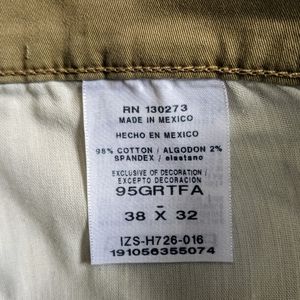 RN 130273
MADE IN MEXICO
HECHO EN MEXICO
98% COTTON / ALGODON 2%
SPANDEX / elastano
EXCLUSIVE OF DECORATION /
EXCEPTO DECORACIÓN
95GRTFA
-
38 X 32
IZS-H726-016
191056355074